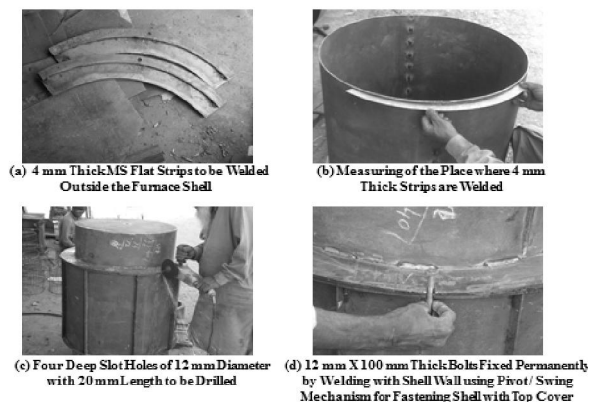 (a) 4 mm Thick MS Flat Strips to be Welded
Outside the Furnace Shell
(b) Measuring of the Place where 4 mm
Thick Strips are Welded
(c) Four Deep Slot Holes of 12 mm Diameter
with 20 mm Length to be Drilled
(d) 12 mm X 100 mm Thick Bolts Fixed Permanently
by Welding with Shell Wall using Pivot/ Swing
Mechanism for Fastening Shell with Top Cover